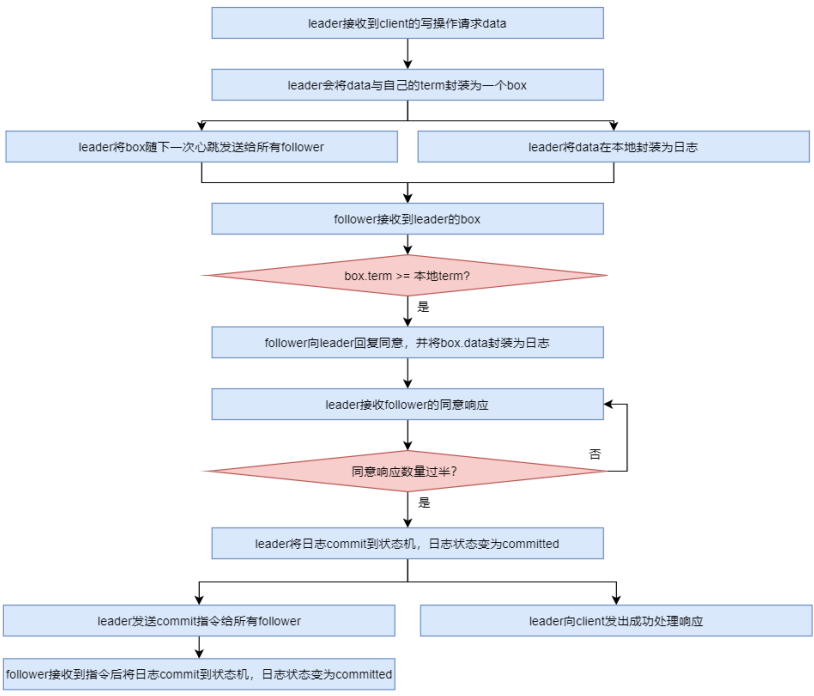 leader接收到client的写操作请求data
leader会将data与自己的term封装为一个box
leader将box随下一次心跳发送给所有follower
leader将data在本地封装为日志
follower接收到leader的box
box.term >= 本地term?
是
follower向leader回复同意，并将box.data封装为日志
leader接收follower的同意响应
否
同意响应数量过半?
是
leader将日志commit到状态机，日志状态变为committed
leader发送commit指令给所有follower
leader向client发出成功处理响应
follower接收到指令后将日志commit到状态机，日志状态变为committed